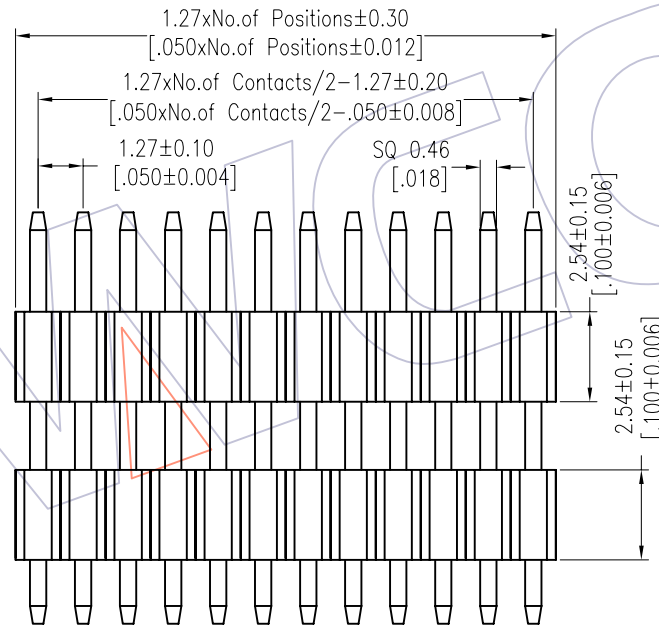 1.27xNo.of Positions±0.30
[.050xNo.of Positions±0.012]
1.27xNo.of Contacts/2-1.27±0.20
[.050xNo.of Contacts/2-.050±0.008]
1.27±0.10
[.050±0.004]
SQ 0.46
[.018]
2.54±0.15
[.100±0.006]
2.54±0.15
[.100±0.006]
WCO